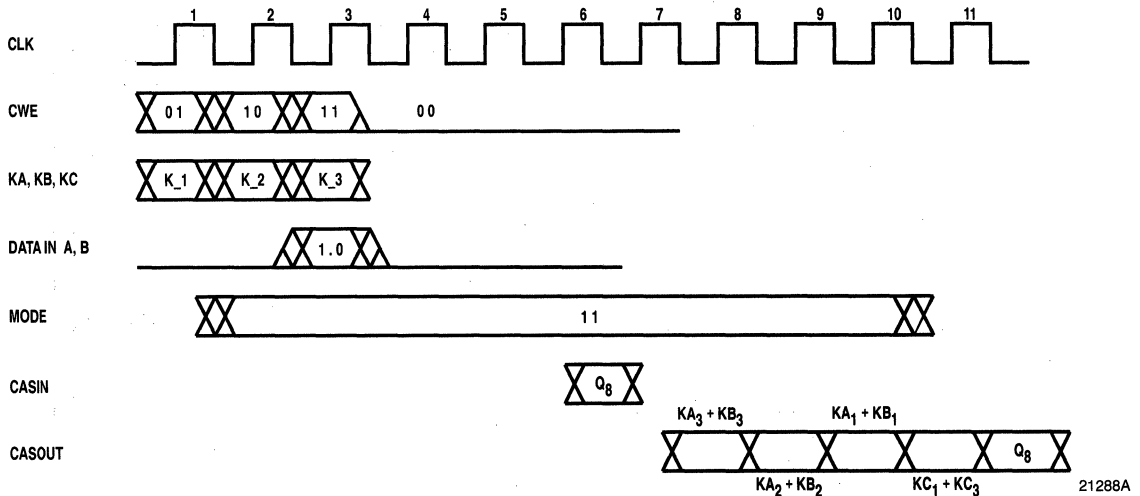 1 2 3 4 5 6 7 8 9 10 11
CLK
CWE 01 10 11 00
KA, KB, KC K_1 K_2 K_3
DATA IN A, B 1.0
MODE 11
CASIN Q8
KA3 + KB3 KA1 + KB1
CASOUT Q8
KA2 + KB2 KC1 + KC3
21288A